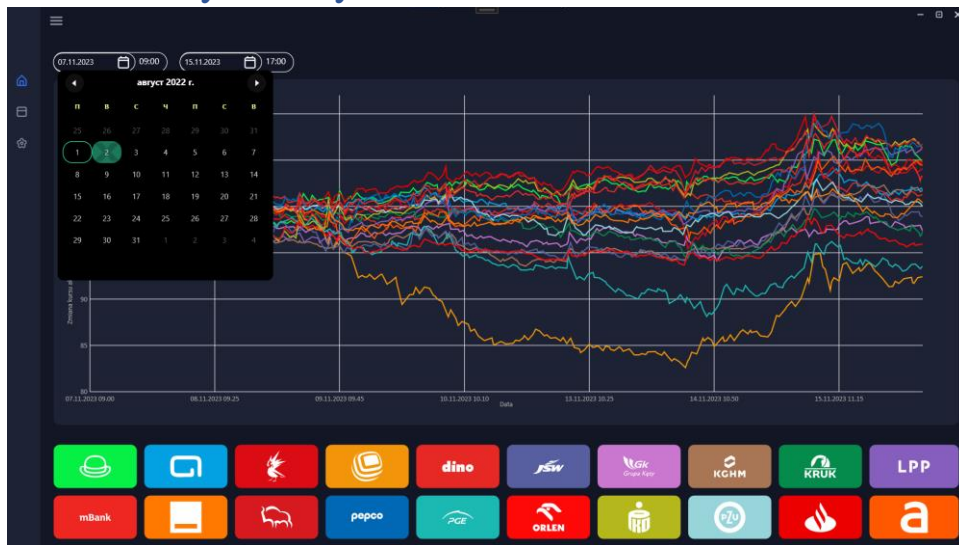 07.11.2023 09:00 15.11.2023 17:00
август 2022 г.
П В С Ч П С В
25 26 27 28 29 30 31
1 2 3 4 5 6 7
8 9 10 11 12 13 14
15 16 17 18 19 20 21
22 23 24 25 26 27 28
29 30 31 1 2 3 4
90
85
80
Zmiana kursu
07.11.2023 09.00 08.11.2023 09.25 09.11.2023 09.45 10.11.2023 10.10 13.11.2023 10.25 14.11.2023 10.50 15.11.2023 11.15
Data
dino JSW GK KGHM KRUK LPP
Grupa Kęty
mBank pepco PGE ORLEN PKO PZU a